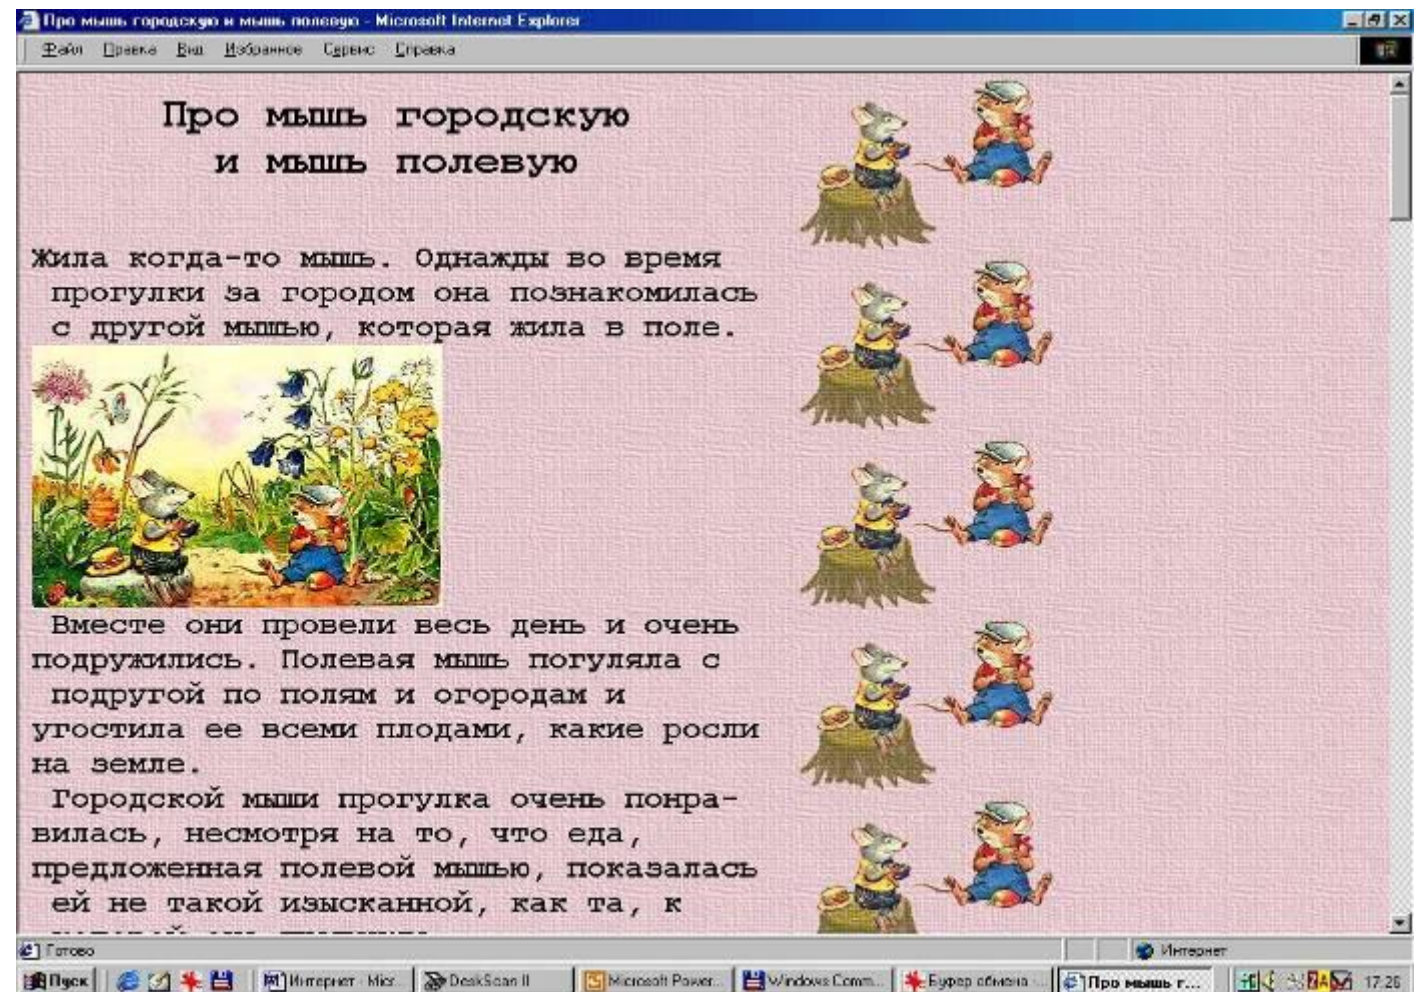 Про мышь городскую и мышь полевую - Microsoft Internet Explorer
Файл Правка Вид Избранное Сервис Справка
Про мышь городскую
и мышь полевую
Жила когда-то мышь. Однажды во время
прогулки за городом она познакомилась
с другой мышью, которая жила в поле.
Вместе они провели весь день и очень
подружились. Полевая мышь погуляла с
подругой по полям и огородам и
угостила ее всеми плодами, какие росли
на земле.
Городской мыши прогулка очень понра-
вилась, несмотря на то, что еда,
предложенная полевой мышью, показалась
ей не такой изысканной, как та, к
Готово
Интернет
Пуск
Интернет - Micr...
DeskScan II
Microsoft Power...
Windows Comm...
Буфер обмена - ...
Про мышь г...
17:26